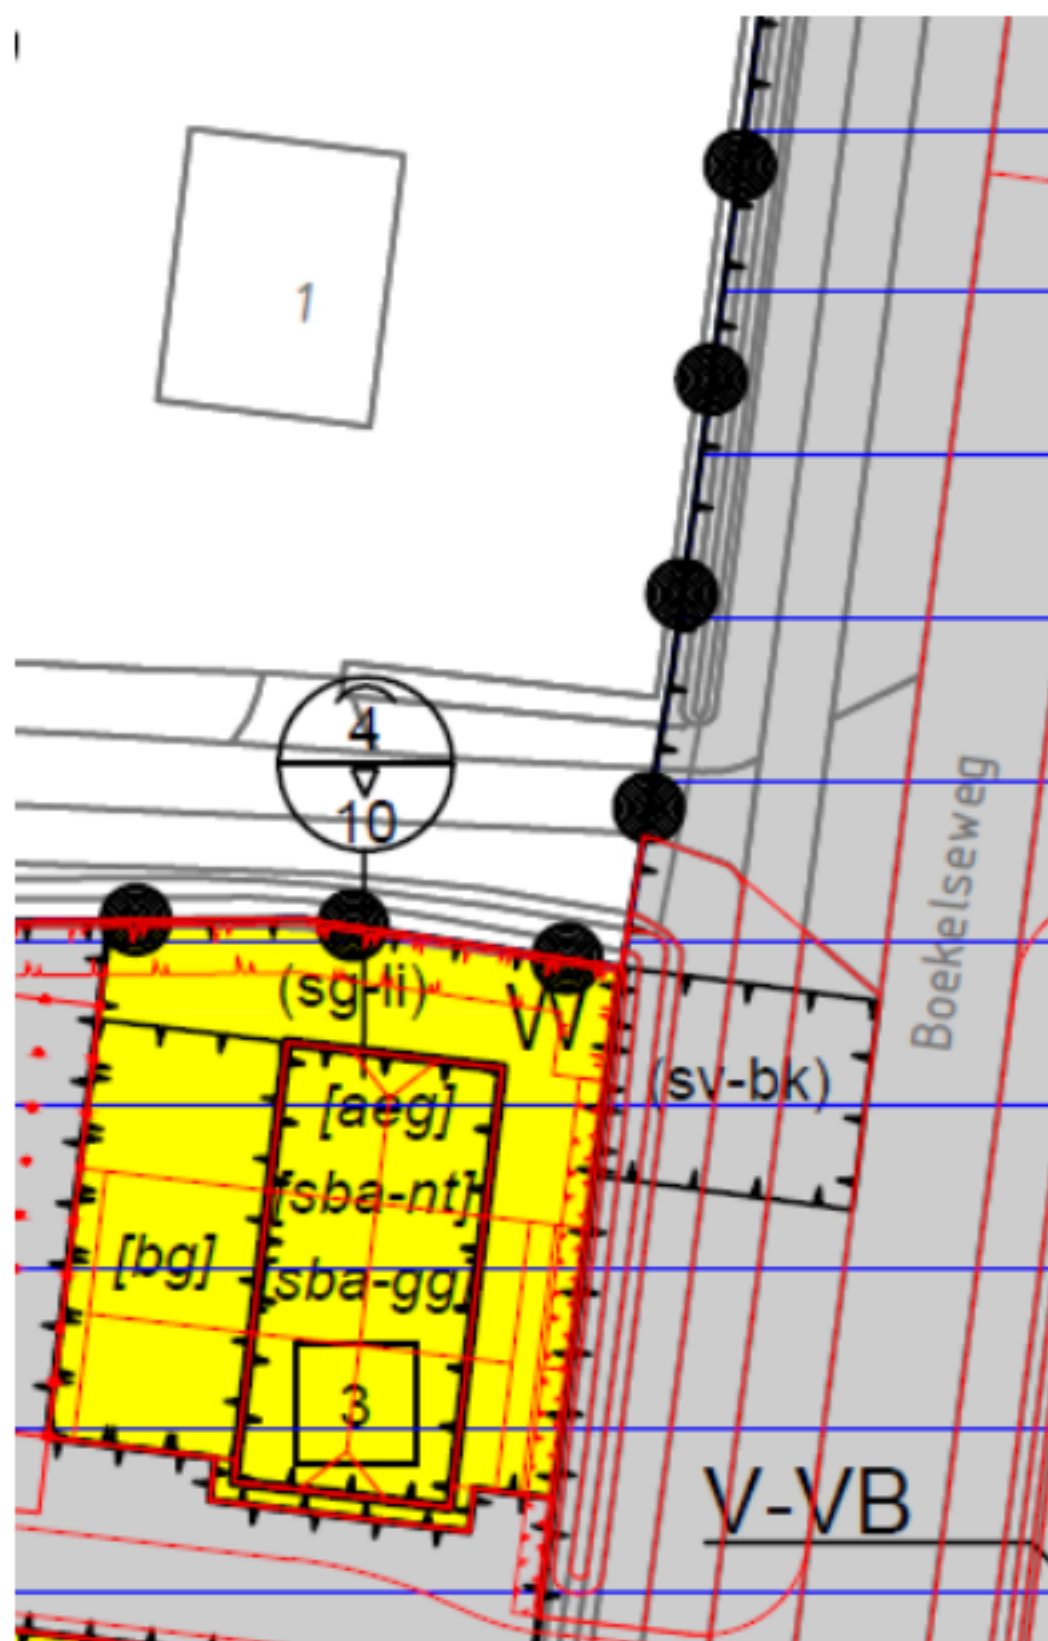 1
4
10
(sg-li)
W
[aeg]
(sv-bk)
[sba-nt]
[bg]
[sba-gg]
3
Boekelseweg
V-VB